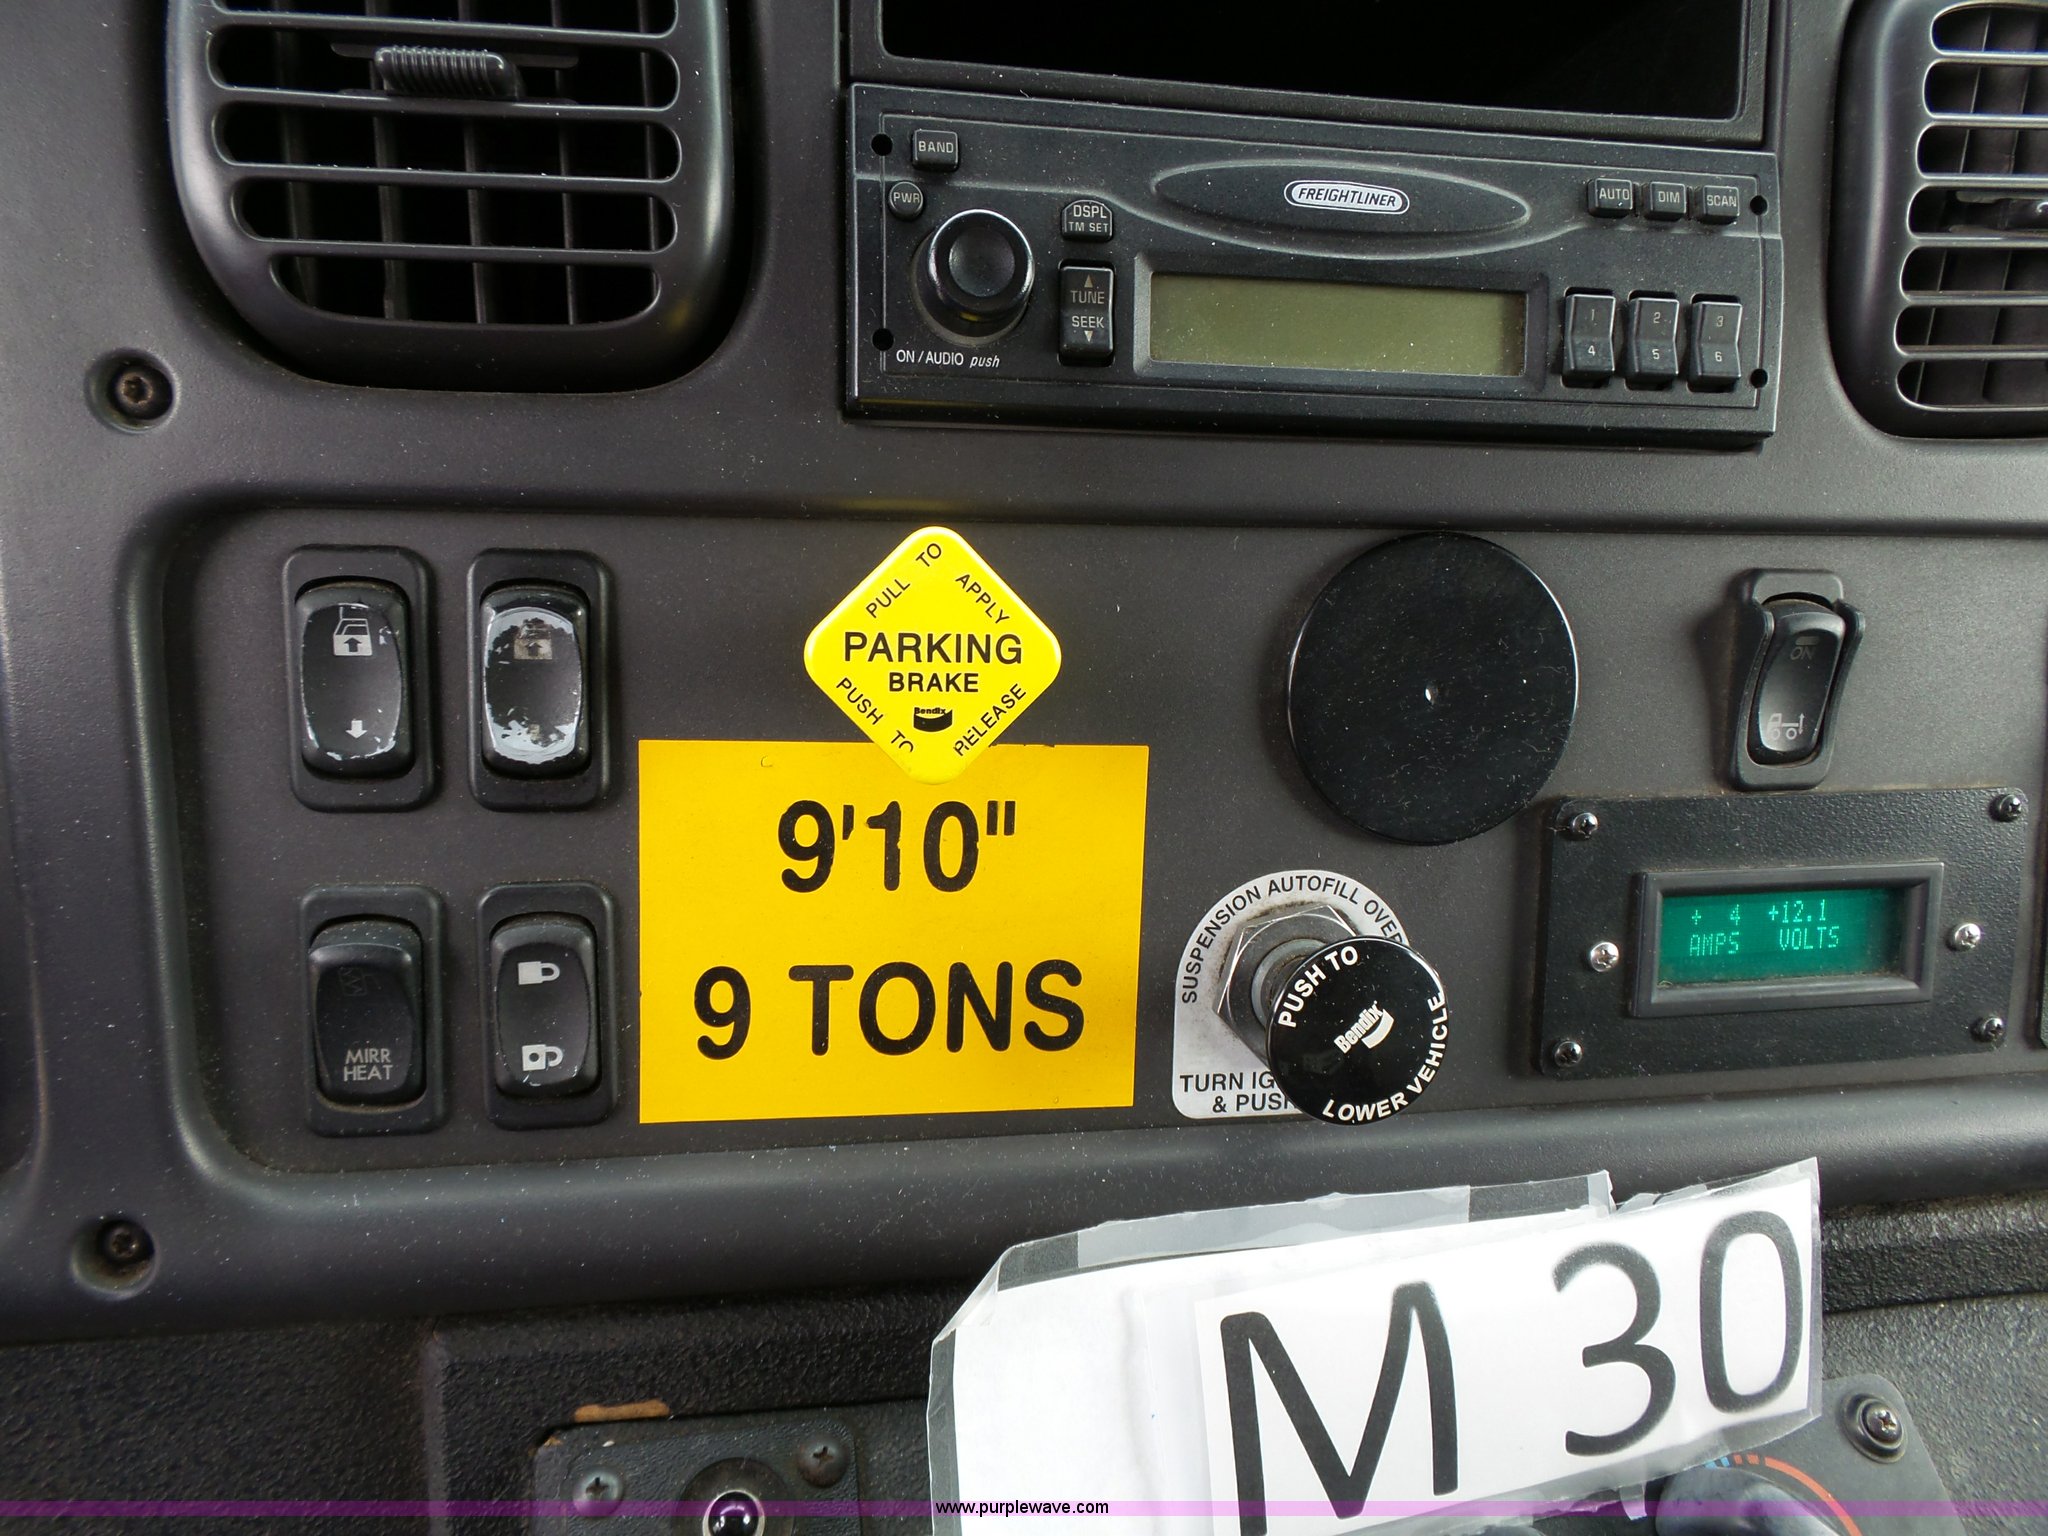 BAND
PWR
DSPL
TM SET
TUNE
SEEK
ON / AUDIO push
FREIGHTLINER
AUTO DIM SCAN
1 2 3
4 5 6
PULL TO APPLY
PARKING
BRAKE
PUSH TO RELEASE
Bendix
9'10"
9 TONS
MIRR
HEAT
ON
SUSPENSION AUTOFILL
TURN
& PUSH
PUSH TO
Bendix
LOWER VEHICLE
+ 4 +12.1
AMPS VOLTS
M 30
www.purplewave.com